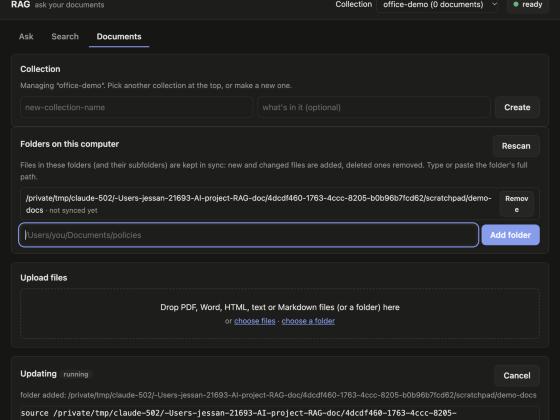 RAG ask your documents Collection office-demo (0 documents) ready
Ask Search Documents
Collection
Managing "office-demo". Pick another collection at the top, or make a new one.
new-collection-name what's in it (optional) Create
Folders on this computer Rescan
Files in these folders (and their subfolders) are kept in sync: new and changed files are added, deleted ones removed. Type or paste the folder's full
path.
/private/tmp/claude-502/-Users-jessan-21693-AI-project-RAG-doc/4dcdf460-1763-4ccc-8205-b0b96b7fcd62/scratchpad/demo-
docs · not synced yet
Remov
e
/Users/you/Documents/policies Add folder
Upload files
Drop PDF, Word, HTML, text or Markdown files (or a folder) here
or choose files · choose a folder
Updating running Cancel
folder added: /private/tmp/claude-502/-Users-jessan-21693-AI-project-RAG-doc/4dcdf460-1763-4ccc-8205-b0b96b7fcd62/scratchpad/demo-docs
source /private/tmp/claude-502/-Users-jessan-21693-AI-project-RAG-doc/4dcdf460-1763-4ccc-8205-